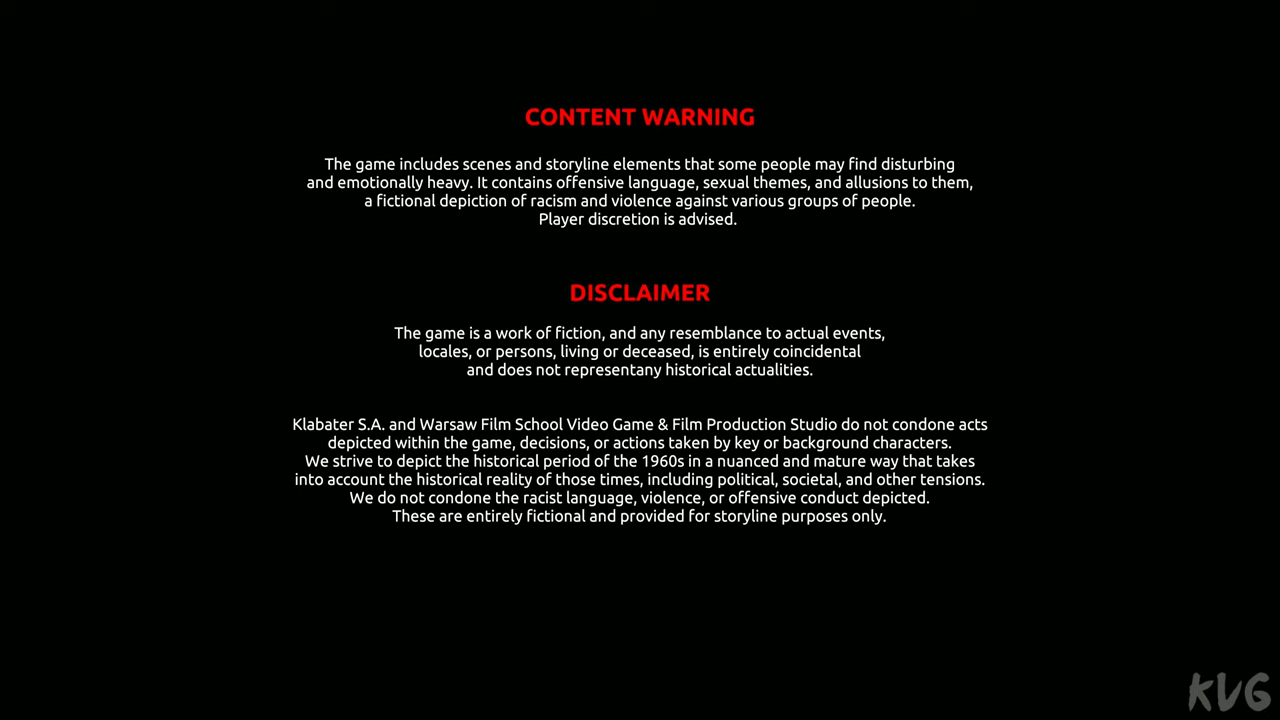 CONTENT WARNING
The game includes scenes and storyline elements that some people may find disturbing
and emotionally heavy. It contains offensive language, sexual themes, and allusions to them,
a fictional depiction of racism and violence against various groups of people.
Player discretion is advised.
DISCLAIMER
The game is a work of fiction, and any resemblance to actual events,
locales, or persons, living or deceased, is entirely coincidental
and does not representany historical actualities.
Klabater S.A. and Warsaw Film School Video Game & Film Production Studio do not condone acts
depicted within the game, decisions, or actions taken by key or background characters.
We strive to depict the historical period of the 1960s in a nuanced and mature way that takes
into account the historical reality of those times, including political, societal, and other tensions.
We do not condone the racist language, violence, or offensive conduct depicted.
These are entirely fictional and provided for storyline purposes only.
KVG